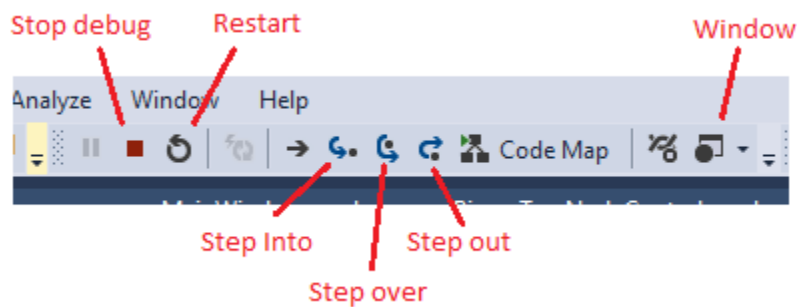 Stop debug
Restart
Window
Analyze Window Help
Code Map
Step Into
Step out
Step over